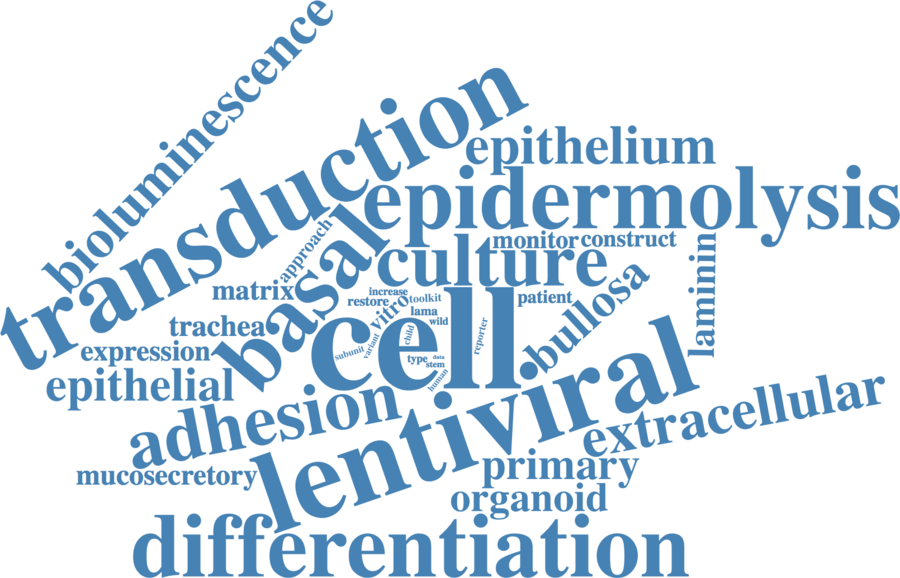 bioluminescence
transduction
epithelium
epidermolysis
basal
culture
monitor
construct
approach
matrix
laminin
bullosa
increase
restore
vitro
toolkit
patient
lama
wild
cell
trachea
expression
epithelial
subunit
variant
child
reporter
type
data
stem
human
adhesion
lentiviral
extracellular
mucosecretory
primary
organoid
differentiation